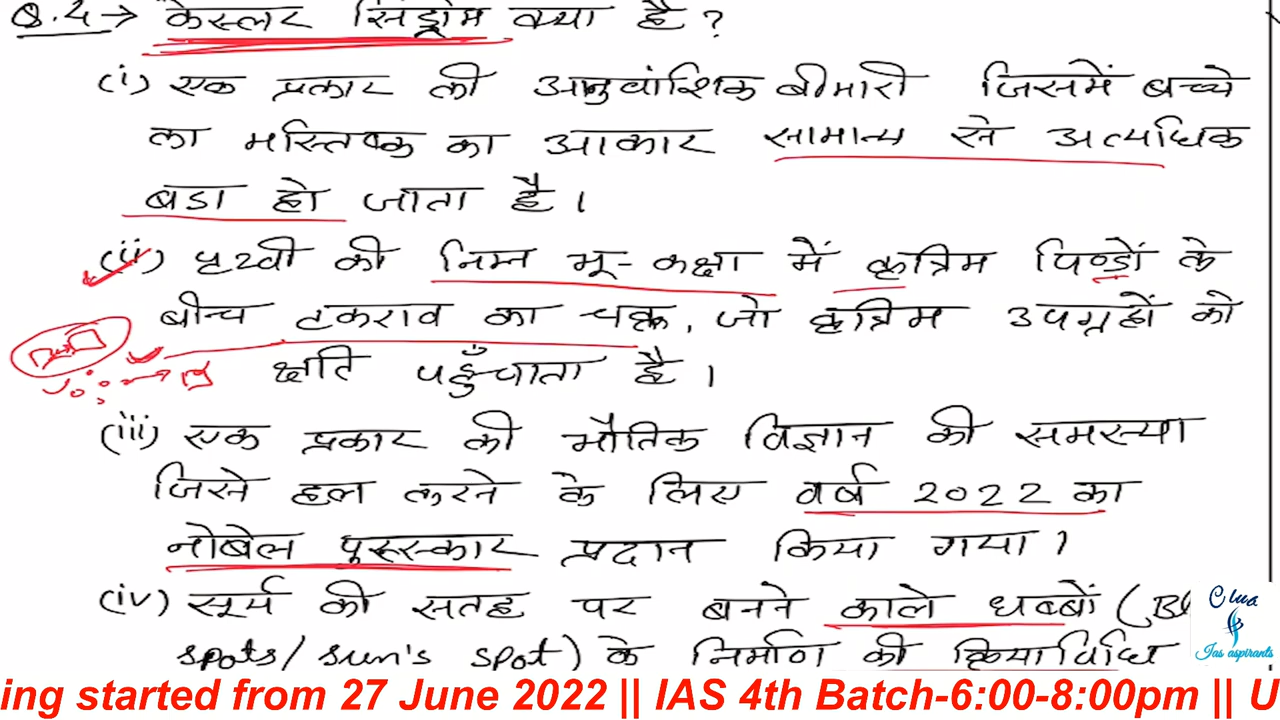 Q.4→ केस्लर सिंड्रोम क्या है ?
(i) एक प्रकार की आनुवांशिक बीमारी जिसमें बच्चे
का मस्तिष्क का आकार सामान्य से अत्यधिक
बडा हो जाता है।
(ii) पृथ्वी की निम्न भू-कक्षा में कृत्रिम पिण्डों के
बीच टकराव का चक्र, जो कृत्रिम उपग्रहों को
क्षति पहुँचाता है।
(iii) एक प्रकार की भौतिक विज्ञान की समस्या
जिसे हल करने के लिए वर्ष 2022 का
नोबेल पुरस्कार प्रदान किया गया।
(iv) सूर्य की सतह पर बनने काले धब्बों (Bl
spots/sun's spot) के निर्माण की क्रियाविधि
Clua
Ias aspirants
ing started from 27 June 2022 || IAS 4th Batch-6:00-8:00pm || U